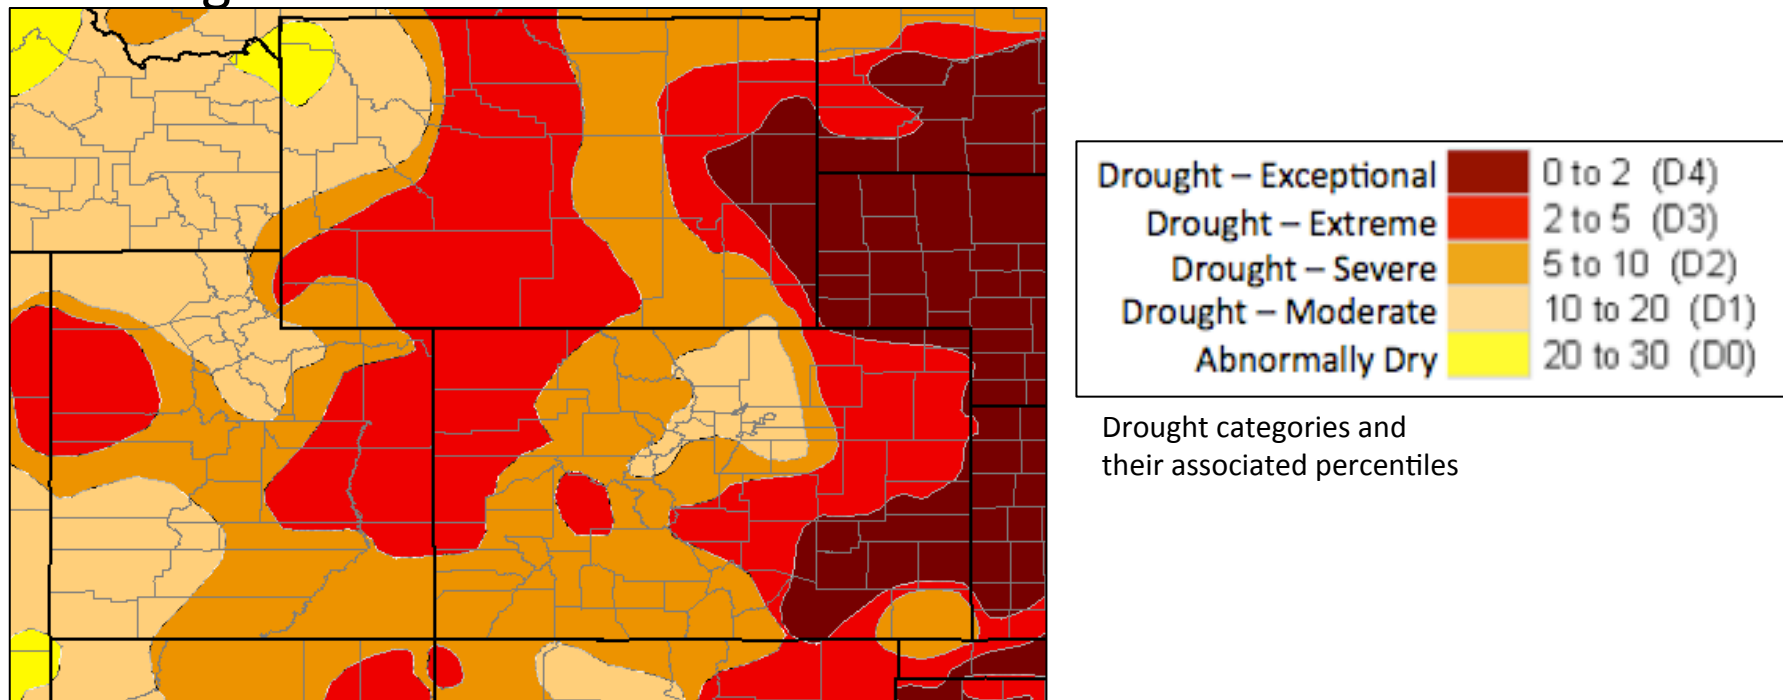 Drought – Exceptional 0 to 2 (D4)
Drought – Extreme 2 to 5 (D3)
Drought – Severe 5 to 10 (D2)
Drought – Moderate 10 to 20 (D1)
Abnormally Dry 20 to 30 (D0)
Drought categories and
their associated percentiles